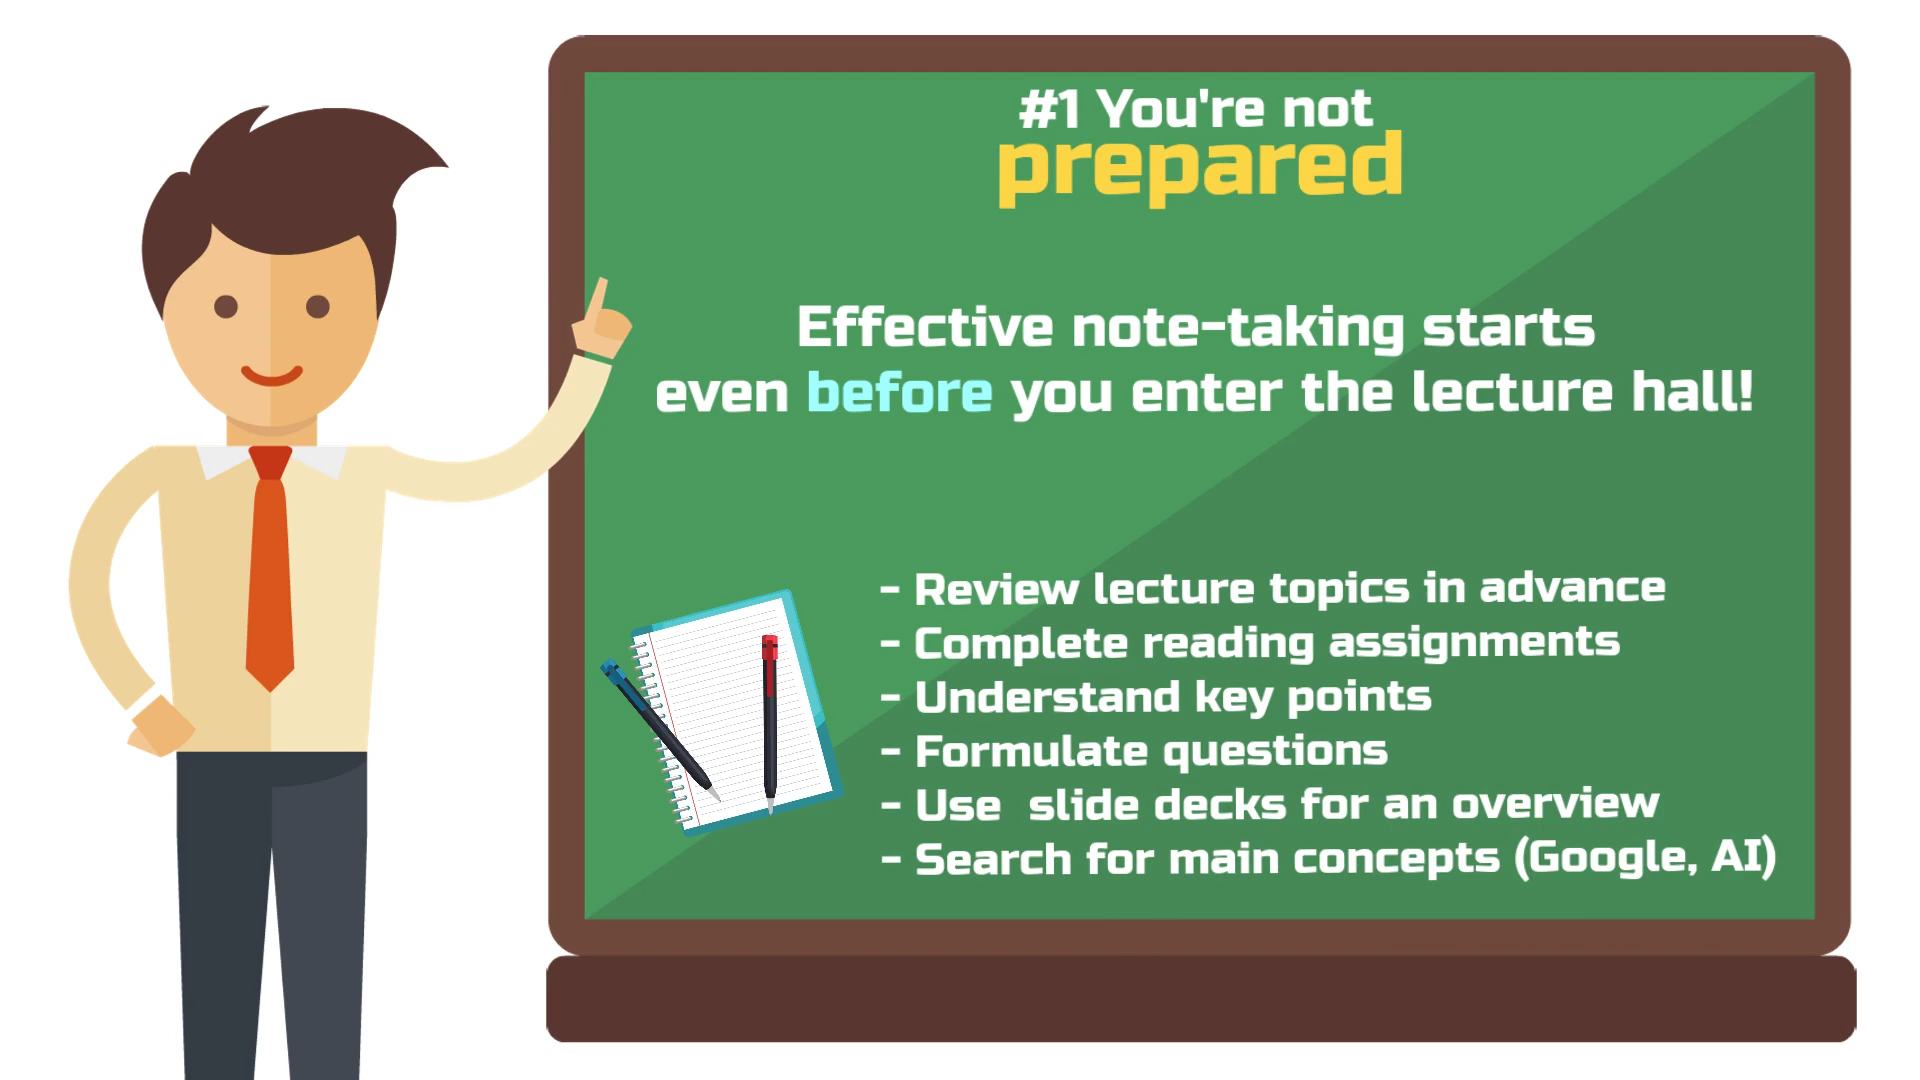 #1 You're not
prepared
Effective note-taking starts
even before you enter the lecture hall!
- Review lecture topics in advance
- Complete reading assignments
- Understand key points
- Formulate questions
- Use  slide decks for an overview
- Search for main concepts (Google, AI)